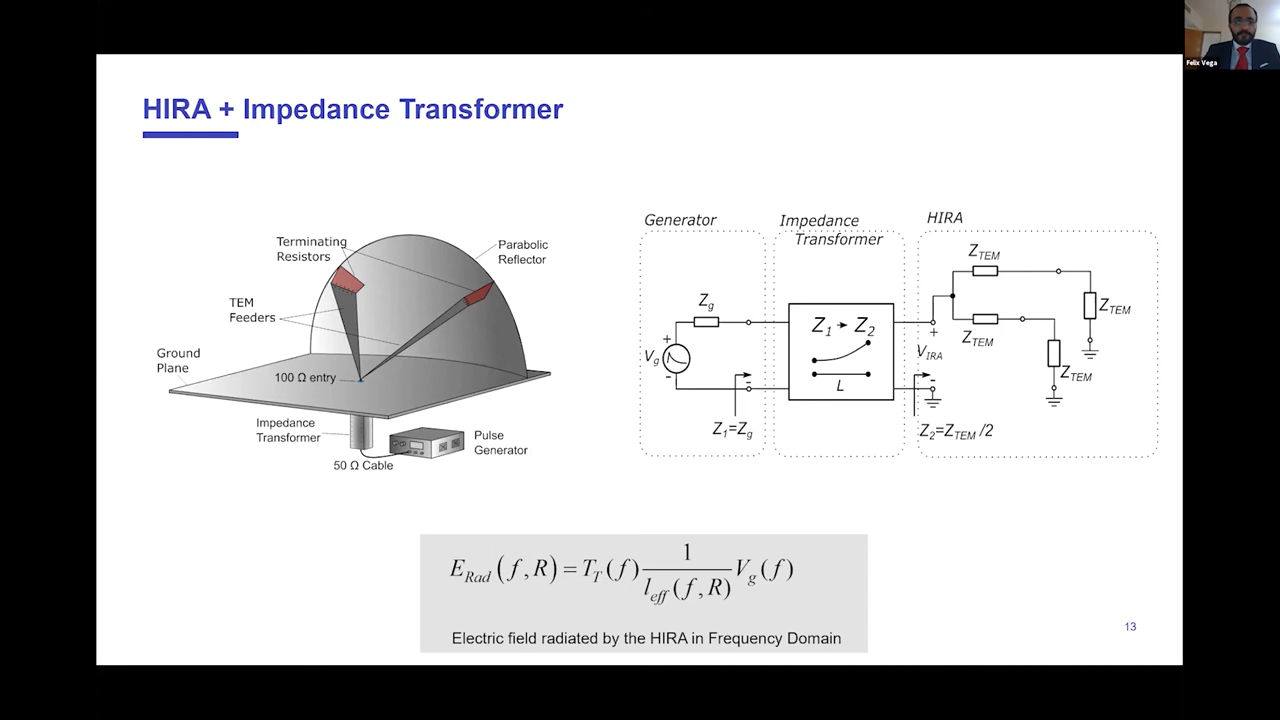 Felix Vega
HIRA + Impedance Transformer
Terminating
Resistors
Parabolic
Reflector
TEM
Feeders
Ground
Plane
100 Ω entry
Impedance
Transformer
Pulse
Generator
50 Ω Cable
Generator
Impedance
Transformer
HIRA
Z_g
+
V_g
-
Z_1=Z_g
Z_1 → Z_2
L
+
V_IRA
-
Z_2=Z_TEM /2
Z_TEM
Z_TEM
Z_TEM
Z_TEM
E_Rad (f, R) = T_T (f) 1 / l_eff (f, R) V_g (f)
Electric field radiated by the HIRA in Frequency Domain
13